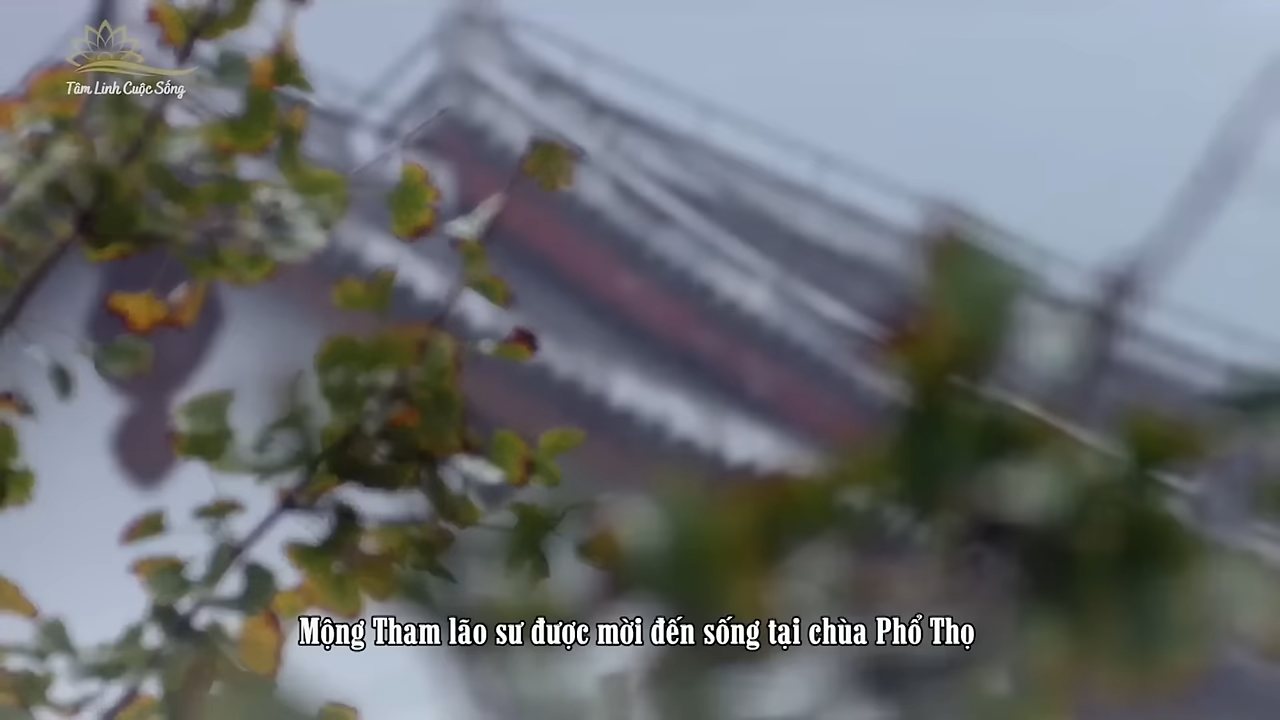 Tâm Linh Cuộc Sống
Mộng Tham lão sư được mời đến sống tại chùa Phổ Thọ